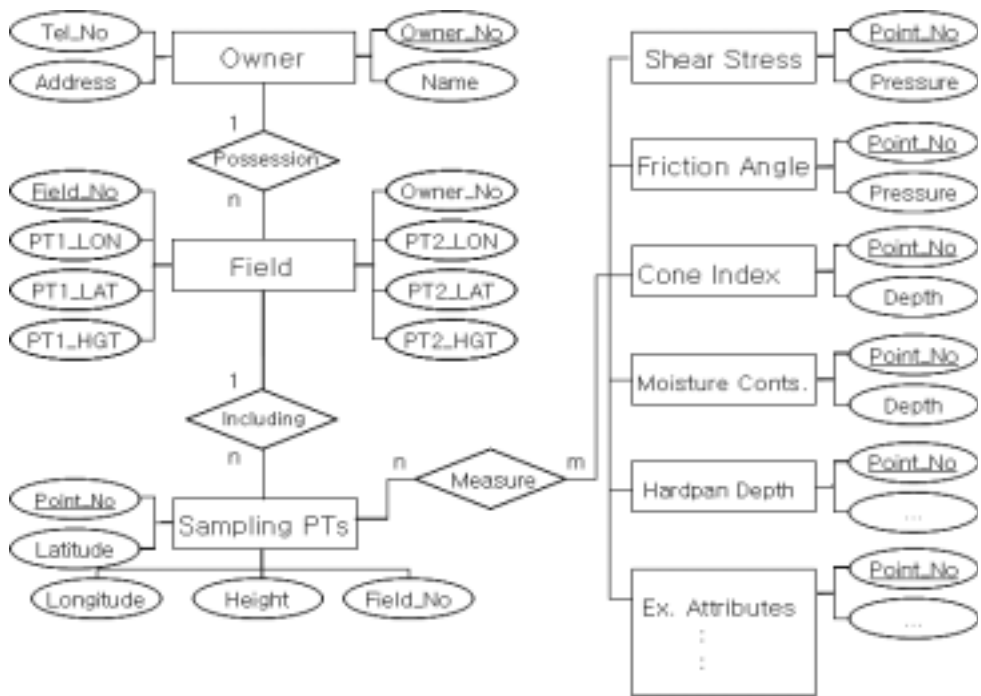 Tel_No
Address
Owner
Owner_No
Name
1
Possession
n
Field_No
PT1_LON
PT1_LAT
PT1_HGT
Field
Owner_No
PT2_LON
PT2_LAT
PT2_HGT
1
Including
n
Point_No
Latitude
Sampling PTs
Longitude
Height
Field_No
n
Measure
m
Shear Stress
Point_No
Pressure
Friction Angle
Point_No
Pressure
Cone Index
Point_No
Depth
Moisture Conts.
Point_No
Depth
Hardpan Depth
Point_No
...
Ex. Attributes
:
:
Point_No
...